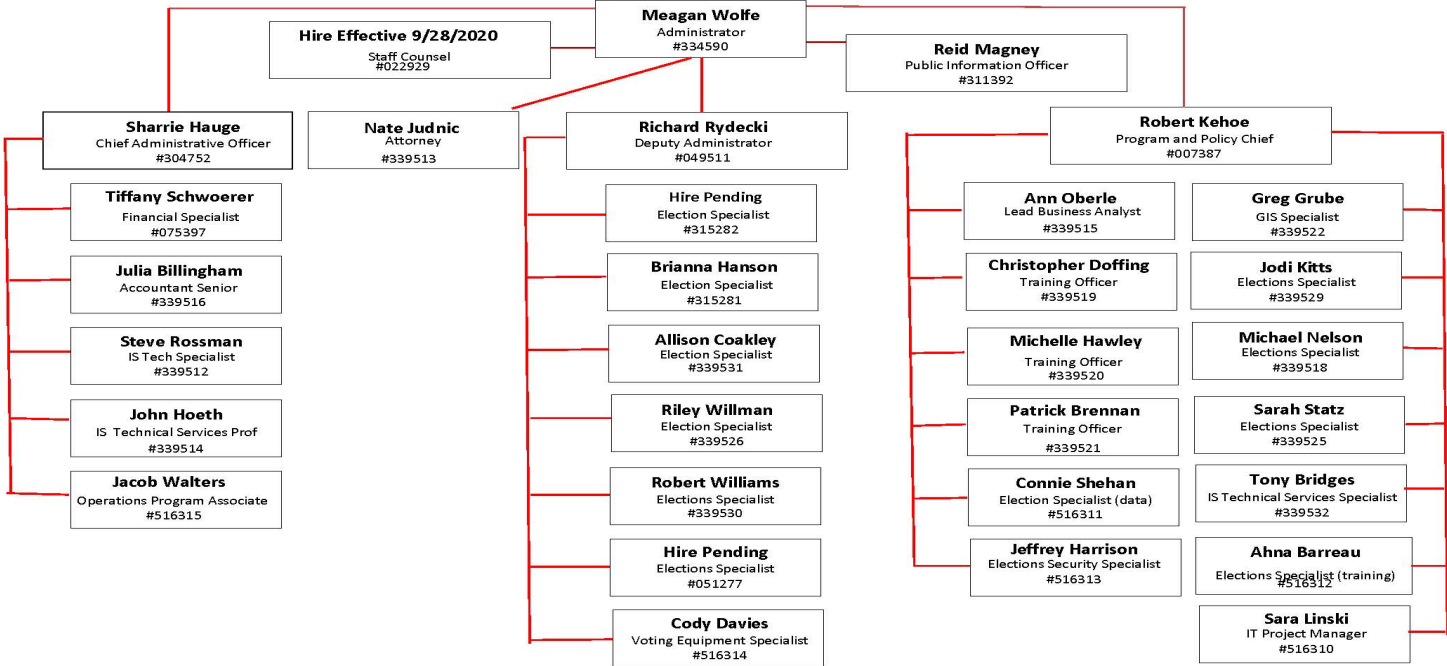 Meagan Wolfe
Administrator
#334590
Hire Effective 9/28/2020
Staff Counsel
#022929
Reid Magney
Public Information Officer
#311392
Sharrie Hauge
Chief Administrative Officer
#304752
Nate Judnic
Attorney
#339513
Richard Rydecki
Deputy Administrator
#049511
Robert Kehoe
Program and Policy Chief
#007387
Tiffany Schwoerer
Financial Specialist
#075397
Julia Billingham
Accountant Senior
#339516
Steve Rossman
IS Tech Specialist
#339512
John Hoeth
IS Technical Services Prof
#339514
Jacob Walters
Operations Program Associate
#516315
Hire Pending
Election Specialist
#315282
Brianna Hanson
Election Specialist
#315281
Allison Coakley
Election Specialist
#339531
Riley Willman
Election Specialist
#339526
Robert Williams
Elections Specialist
#339530
Hire Pending
Elections Specialist
#051277
Cody Davies
Voting Equipment Specialist
#516314
Ann Oberle
Lead Business Analyst
#339515
Christopher Doffing
Training Officer
#339519
Michelle Hawley
Training Officer
#339520
Patrick Brennan
Training Officer
#339521
Connie Shehan
Election Specialist (data)
#516311
Jeffrey Harrison
Elections Security Specialist
#516313
Greg Grube
GIS Specialist
#339522
Jodi Kitts
Elections Specialist
#339529
Michael Nelson
Elections Specialist
#339518
Sarah Statz
Elections Specialist
#339525
Tony Bridges
IS Technical Services Specialist
#339532
Ahna Barreau
Elections Specialist (training)
#516312
Sara Linski
IT Project Manager
#516310